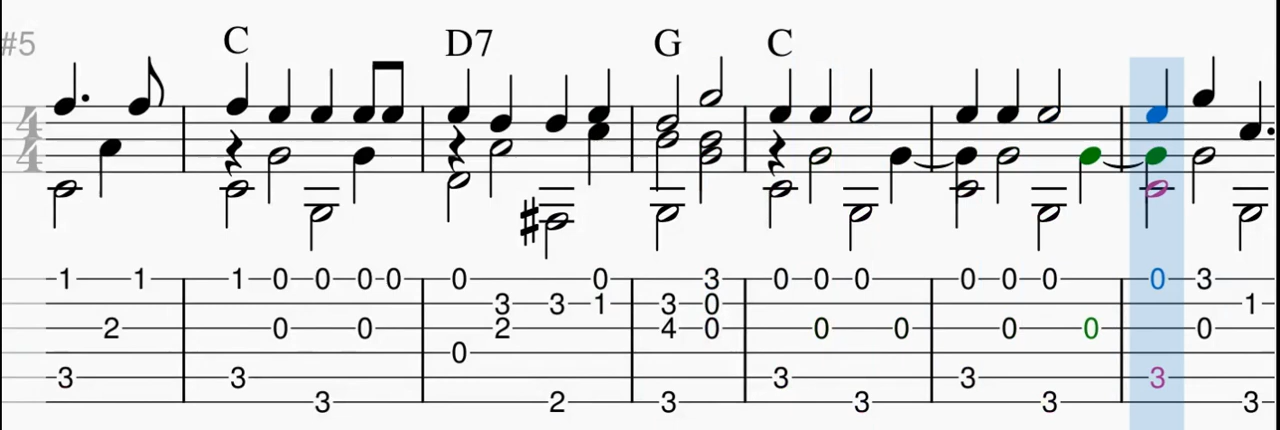 #5 C D7 G C
4
4
1 1 1 0 0 0 0 0 0 3 0 0 0 0 0 0 0 3
3 3 1 3 0 1
2 0 0 2 4 0 0 0 0 0 0
0
3 3 3 3 3
3 2 3 3 3 3